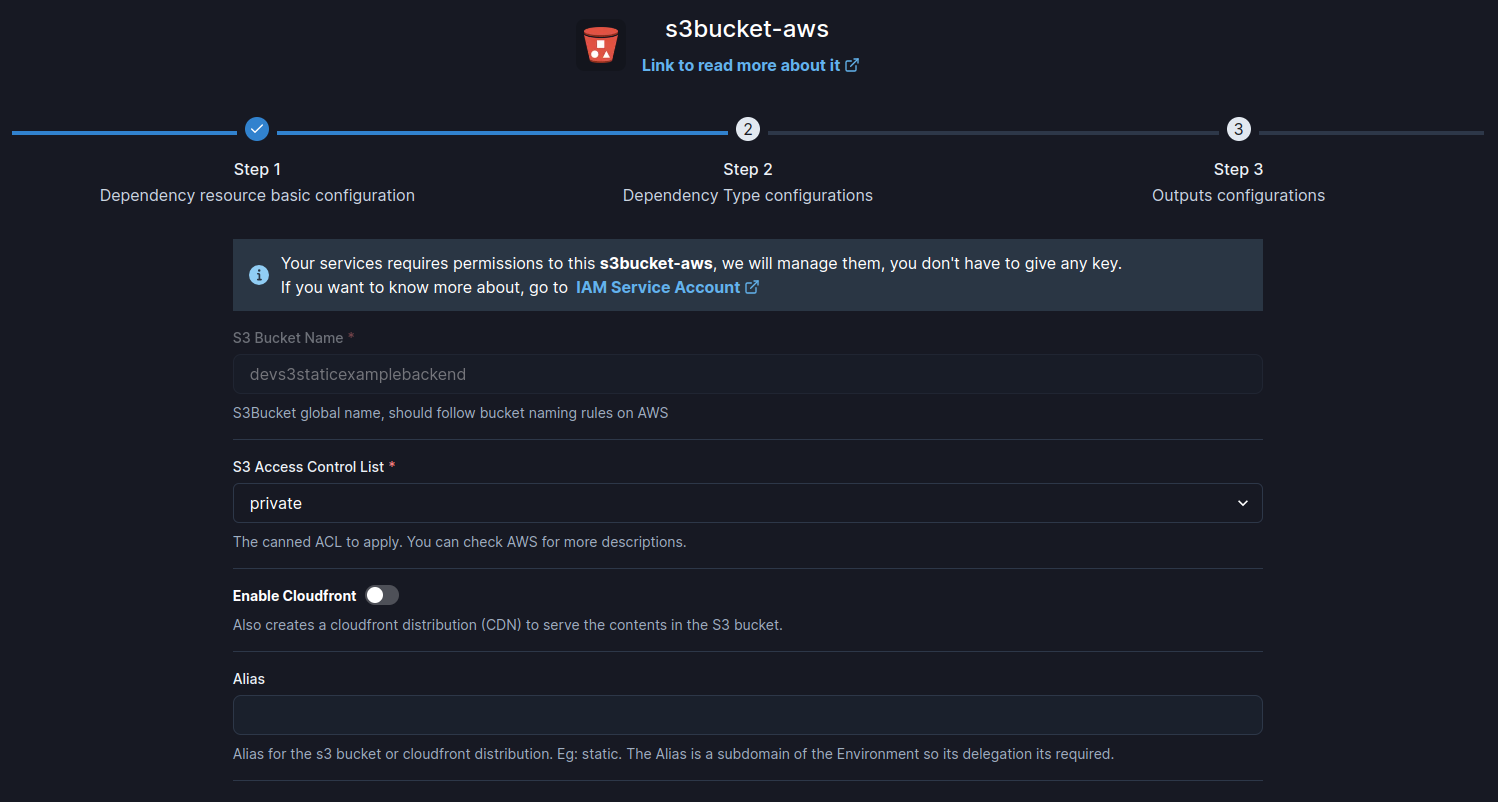 s3bucket-aws
Link to read more about it
2
3
Step 1
Step 2
Step 3
Dependency resource basic configuration
Dependency Type configurations
Outputs configurations
Your services requires permissions to this s3bucket-aws, we will manage them, you don't have to give any key.
If you want to know more about, go to IAM Service Account
S3 Bucket Name *
devs3staticexamplebackend
S3Bucket global name, should follow bucket naming rules on AWS
S3 Access Control List *
private
The canned ACL to apply. You can check AWS for more descriptions.
Enable Cloudfront
Also creates a cloudfront distribution (CDN) to serve the contents in the S3 bucket.
Alias
Alias for the s3 bucket or cloudfront distribution. Eg: static. The Alias is a subdomain of the Environment so its delegation its required.